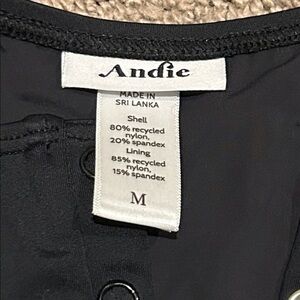 Andie
MADE IN
SRI LANKA
Shell
80% recycled
nylon,
20% spandex
Lining
85% recycled
nylon,
15% spandex
M